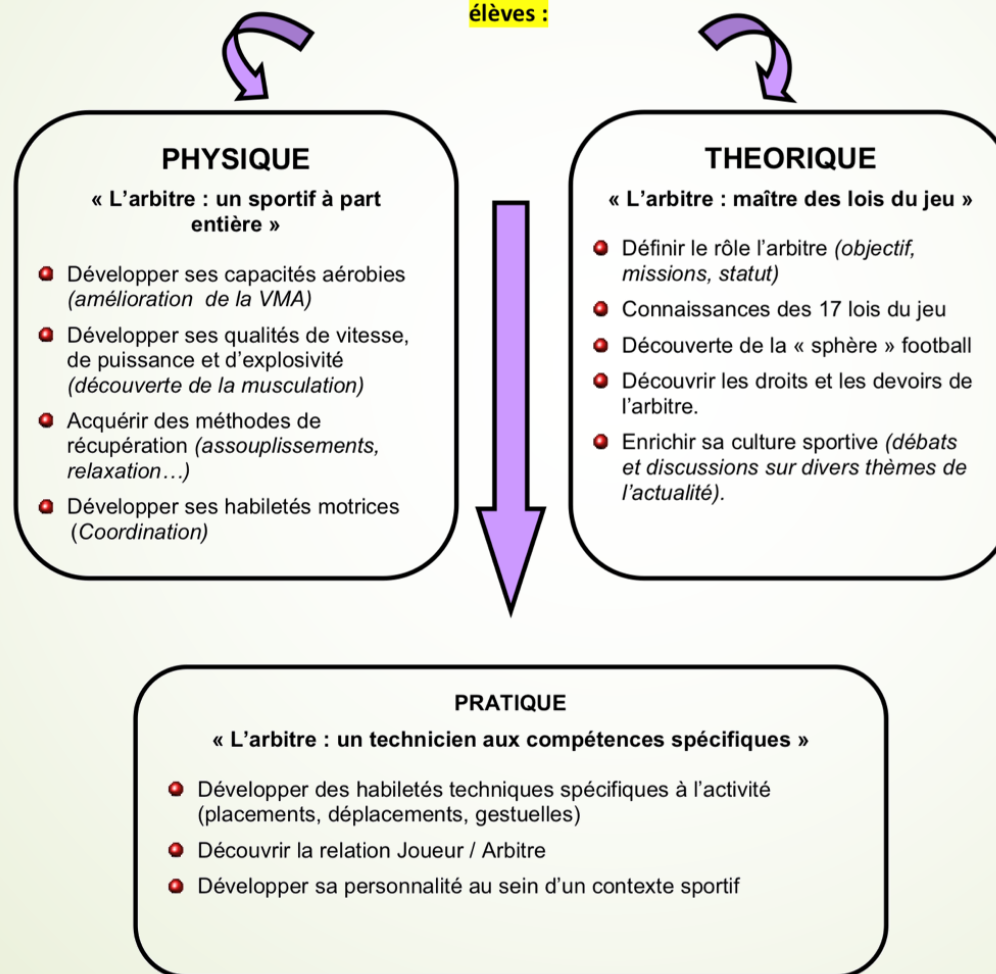 élèves :
PHYSIQUE
« L'arbitre : un sportif à part
entière »
Développer ses capacités aérobies
(amélioration de la VMA)
Développer ses qualités de vitesse,
de puissance et d'explosivité
(découverte de la musculation)
Acquérir des méthodes de
récupération (assouplissements,
relaxation…)
Développer ses habiletés motrices
(Coordination)
THEORIQUE
« L'arbitre : maître des lois du jeu »
Définir le rôle l'arbitre (objectif,
missions, statut)
Connaissances des 17 lois du jeu
Découverte de la « sphère » football
Découvrir les droits et les devoirs de
l'arbitre.
Enrichir sa culture sportive (débats
et discussions sur divers thèmes de
l'actualité).
PRATIQUE
« L'arbitre : un technicien aux compétences spécifiques »
Développer des habiletés techniques spécifiques à l'activité
(placements, déplacements, gestuelles)
Découvrir la relation Joueur / Arbitre
Développer sa personnalité au sein d'un contexte sportif